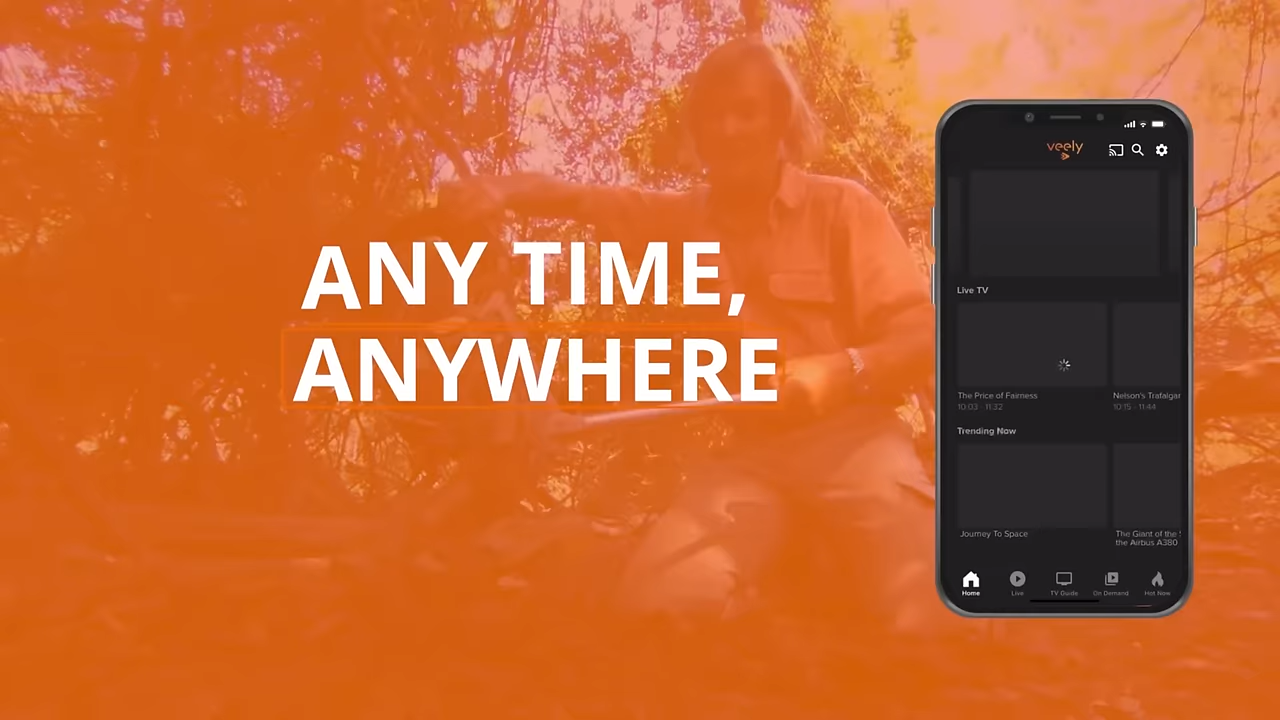 ANY TIME,
ANYWHERE
veely
Live TV
The Price of Fairness
10:03 - 11:32
Nelson's Trafalgar
10:15 - 11:44
Trending Now
Journey To Space
The Giant of the
the Airbus A380
Home
Live
TV Guide
On Demand
Hot Now